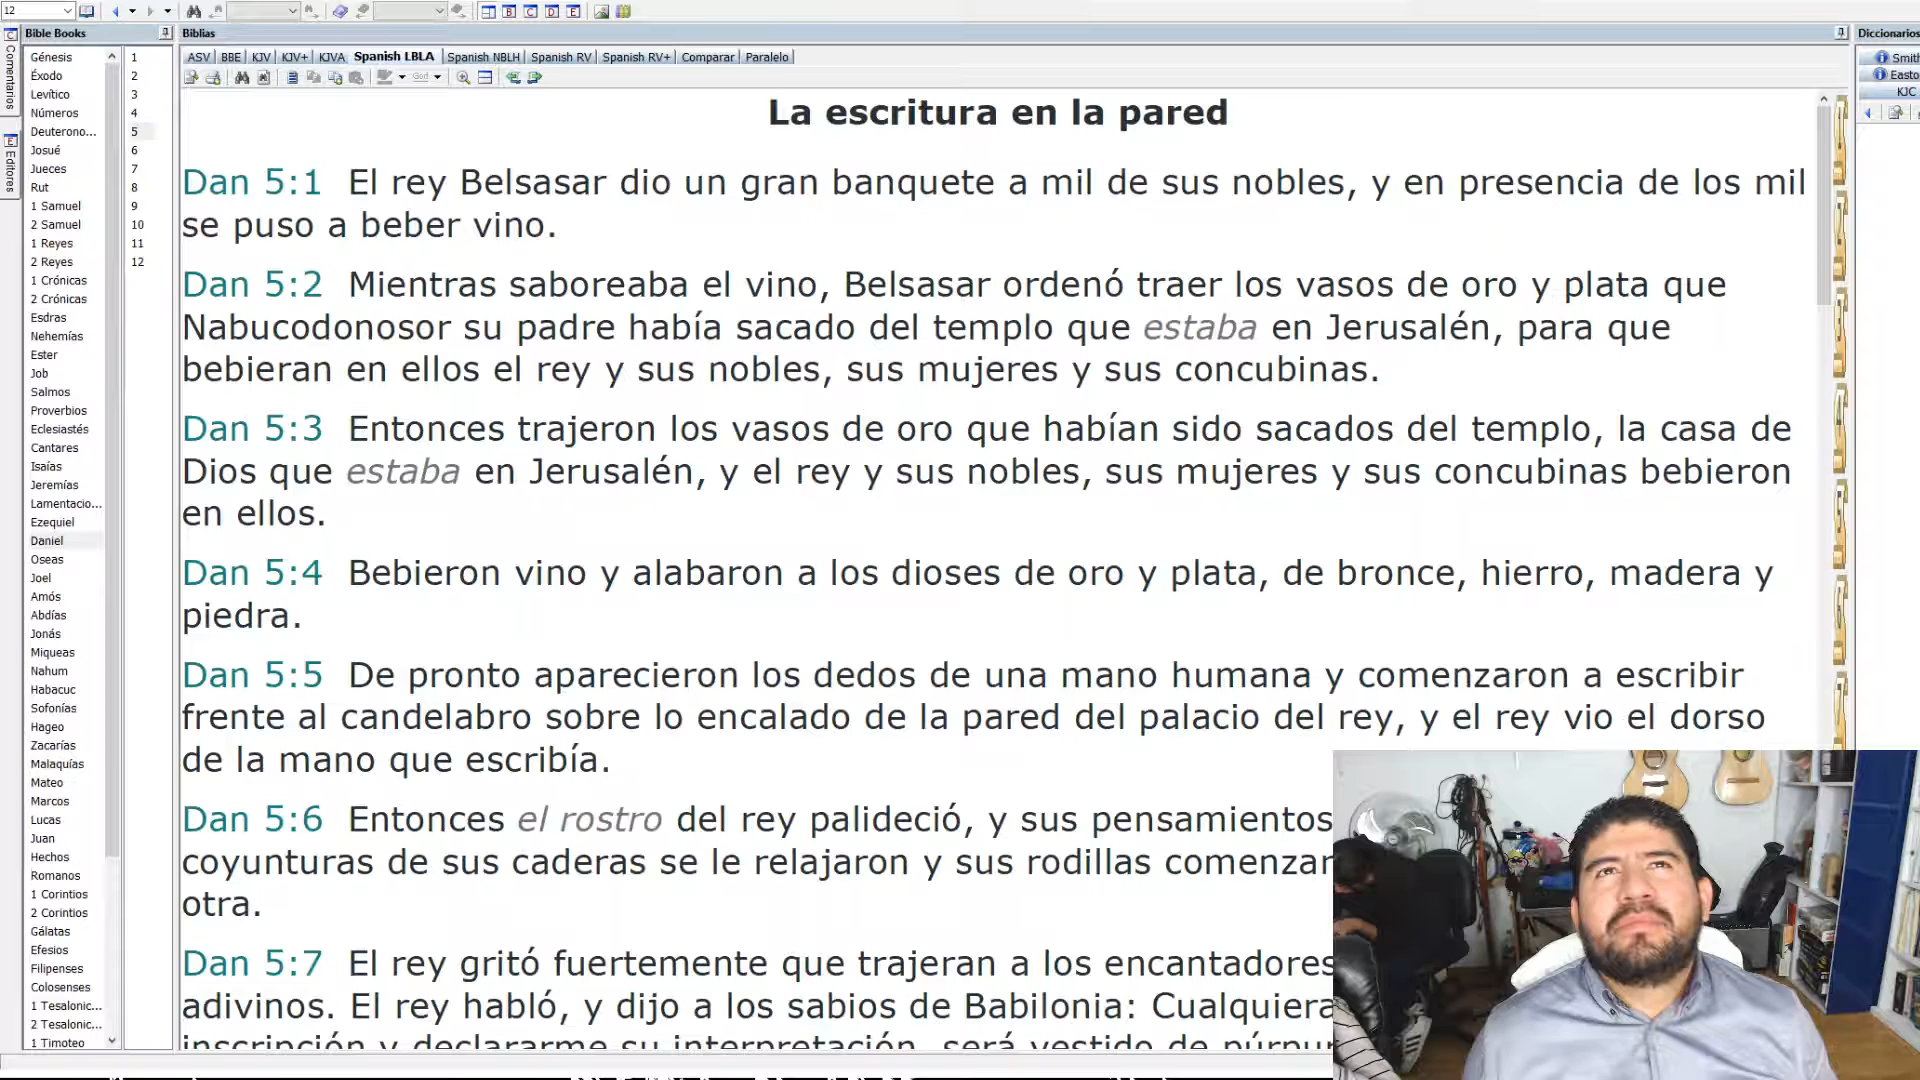 12
Bible Books
Biblias
Diccionarios
Comentarios
Editores
Génesis
Éxodo
Levítico
Números
Deuterono...
Josué
Jueces
Rut
1 Samuel
2 Samuel
1 Reyes
2 Reyes
1 Crónicas
2 Crónicas
Esdras
Nehemías
Ester
Job
Salmos
Proverbios
Eclesiastés
Cantares
Isaías
Jeremías
Lamentacio...
Ezequiel
Daniel
Oseas
Joel
Amós
Abdías
Jonás
Miqueas
Nahum
Habacuc
Sofonías
Hageo
Zacarías
Malaquías
Mateo
Marcos
Lucas
Juan
Hechos
Romanos
1 Corintios
2 Corintios
Gálatas
Efesios
Filipenses
Colosenses
1 Tesalonic...
2 Tesalonic...
1 Timoteo
1
2
3
4
5
6
7
8
9
10
11
12
ASV BBE KJV KJV+ KJVA Spanish LBLA Spanish NBLH Spanish RV Spanish RV+ Comparar Paralelo
La escritura en la pared
Dan 5:1 El rey Belsasar dio un gran banquete a mil de sus nobles, y en presencia de los mil
se puso a beber vino.
Dan 5:2 Mientras saboreaba el vino, Belsasar ordenó traer los vasos de oro y plata que
Nabucodonosor su padre había sacado del templo que estaba en Jerusalén, para que
bebieran en ellos el rey y sus nobles, sus mujeres y sus concubinas.
Dan 5:3 Entonces trajeron los vasos de oro que habían sido sacados del templo, la casa de
Dios que estaba en Jerusalén, y el rey y sus nobles, sus mujeres y sus concubinas bebieron
en ellos.
Dan 5:4 Bebieron vino y alabaron a los dioses de oro y plata, de bronce, hierro, madera y
piedra.
Dan 5:5 De pronto aparecieron los dedos de una mano humana y comenzaron a escribir
frente al candelabro sobre lo encalado de la pared del palacio del rey, y el rey vio el dorso
de la mano que escribía.
Dan 5:6 Entonces el rostro del rey palideció, y sus pensamientos
coyunturas de sus caderas se le relajaron y sus rodillas comenzar
otra.
Dan 5:7 El rey gritó fuertemente que trajeran a los encantadores
adivinos. El rey habló, y dijo a los sabios de Babilonia: Cualquiera
inscripción y declararme su interpretación, será vestido de púrpur
Smith
Easto
KJC